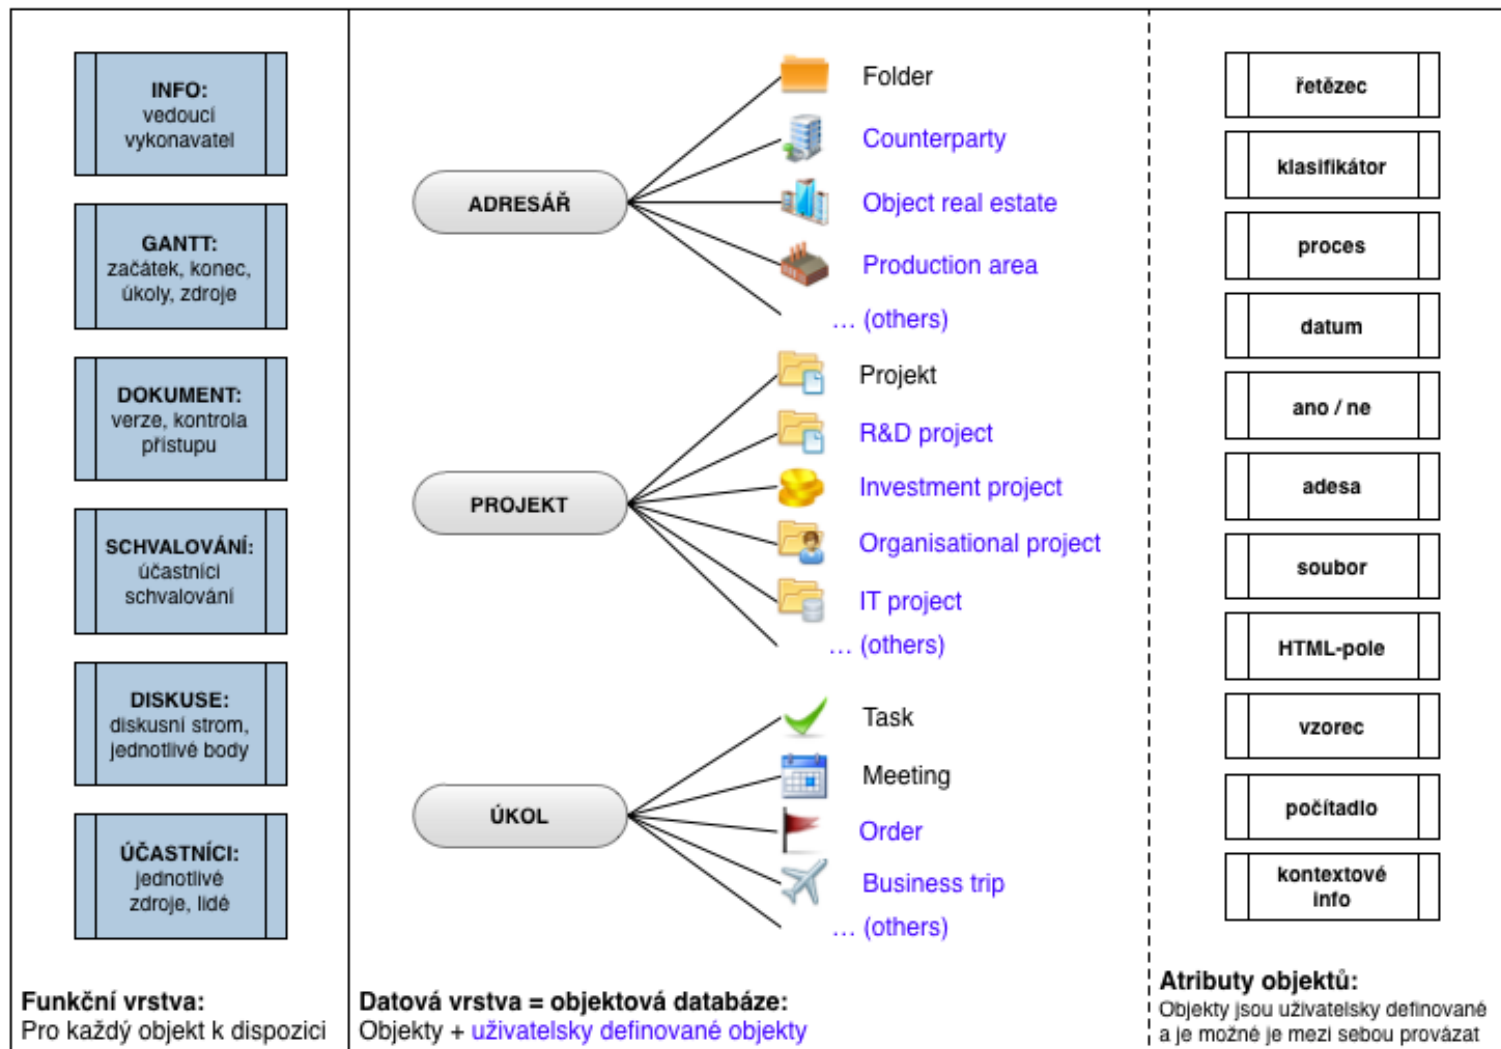 INFO:
vedoucí
vykonavatel
GANTT:
začátek, konec,
úkoly, zdroje
DOKUMENT:
verze, kontrola
přístupu
SCHVALOVÁNÍ:
účastníci
schvalování
DISKUSE:
diskusní strom,
jednotlivé body
ÚČASTNÍCI:
jednotlivé
zdroje, lidé
Funkční vrstva:
Pro každý objekt k dispozici
ADRESÁŘ
Folder
Counterparty
Object real estate
Production area
... (others)
PROJEKT
Projekt
R&D project
Investment project
Organisational project
IT project
... (others)
ÚKOL
Task
Meeting
Order
Business trip
... (others)
Datová vrstva = objektová databáze:
Objekty + uživatelsky definované objekty
řetězec
klasifikátor
proces
datum
ano / ne
adesa
soubor
HTML-pole
vzorec
počítadlo
kontextové
info
Atributy objektů:
Objekty jsou uživatelsky definované
a je možné je mezi sebou provázat